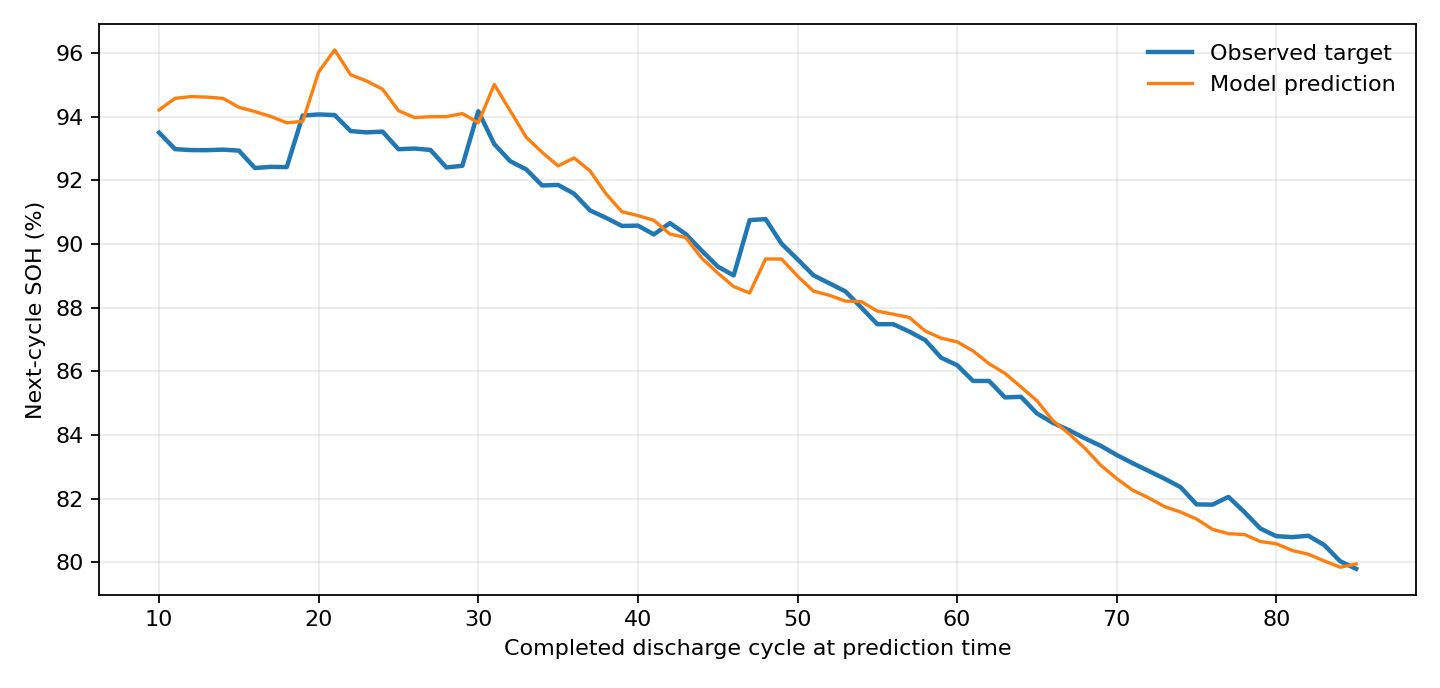 96
94
92
90
88
86
84
82
80
Next-cycle SOH (%)
Observed target
Model prediction
10 20 30 40 50 60 70 80
Completed discharge cycle at prediction time